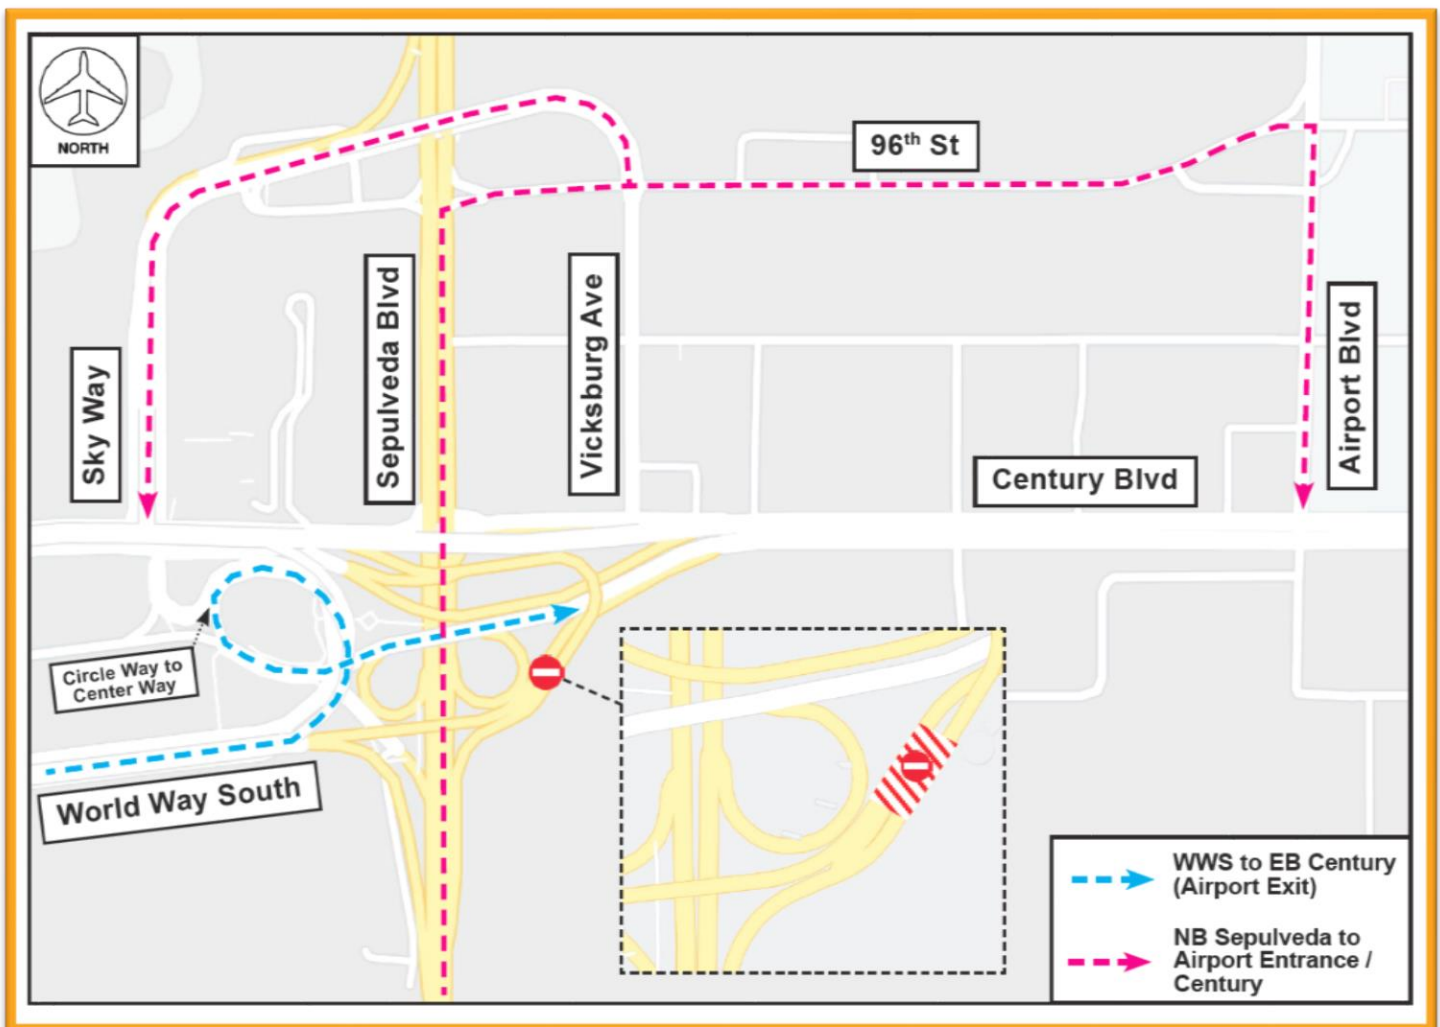 NORTH
96th St
Sky Way
Sepulveda Blvd
Vicksburg Ave
Airport Blvd
Century Blvd
Circle Way to
Center Way
World Way South
WWS to EB Century
(Airport Exit)
NB Sepulveda to
Airport Entrance /
Century